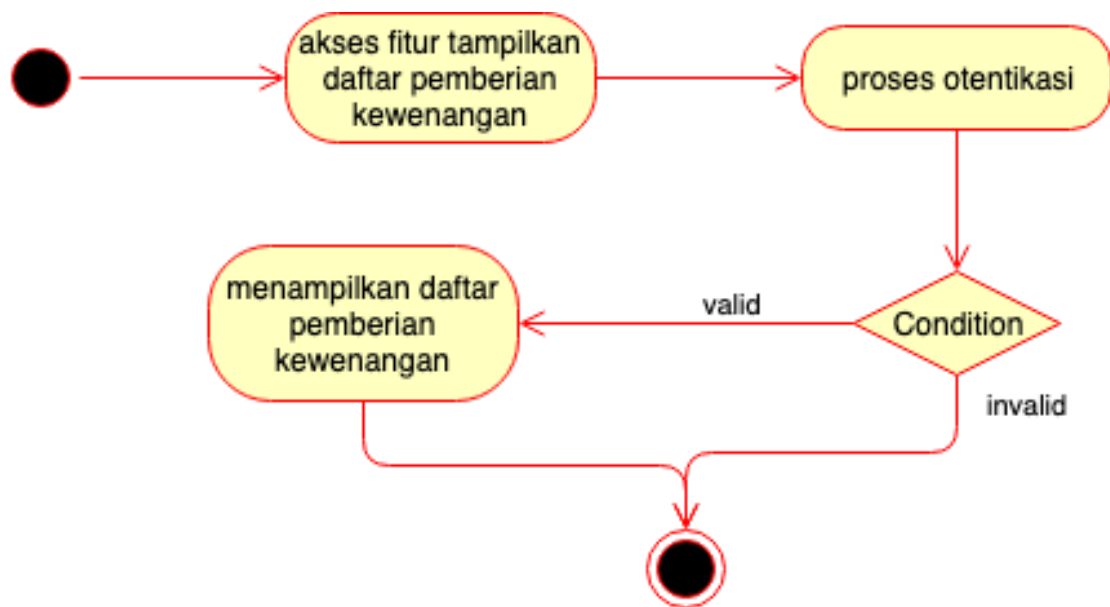 akses fitur tampilkan
daftar pemberian
kewenangan
proses otentikasi
menampilkan daftar
pemberian
kewenangan
valid
Condition
invalid